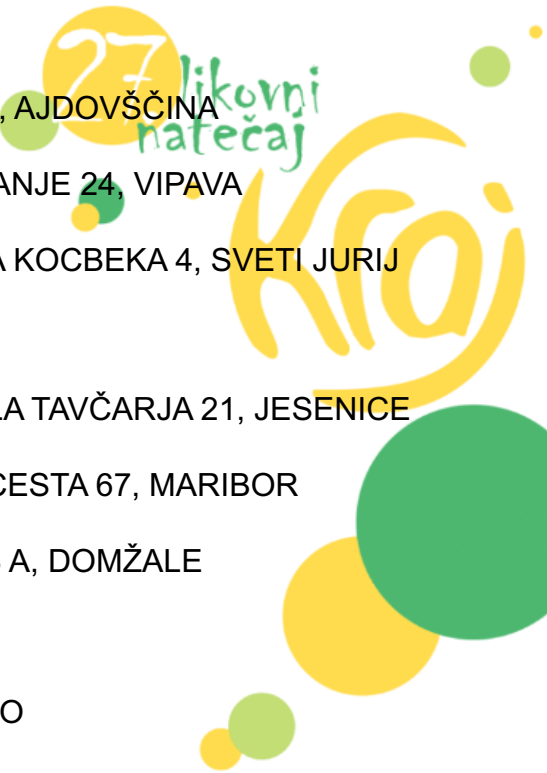 27 likovni
, AJDOVŠČINA
natečaj
ANJE 24, VIPAVA
A KOCBEKA 4, SVETI JURIJ
Kraj
LA TAVČARJA 21, JESENICE
CESTA 67, MARIBOR
A, DOMŽALE
O